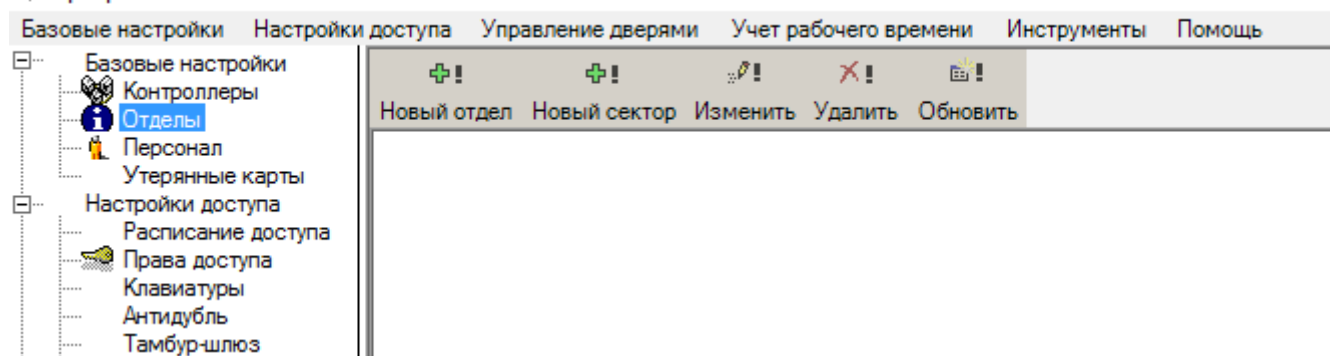 Базовые настройки Настройки доступа Управление дверями Учет рабочего времени Инструменты Помощь
Базовые настройки
Контроллеры
Отделы
Персонал
Утерянные карты
Настройки доступа
Расписание доступа
Права доступа
Клавиатуры
Антидубль
Тамбур-шлюз
Новый отдел Новый сектор Изменить Удалить Обновить